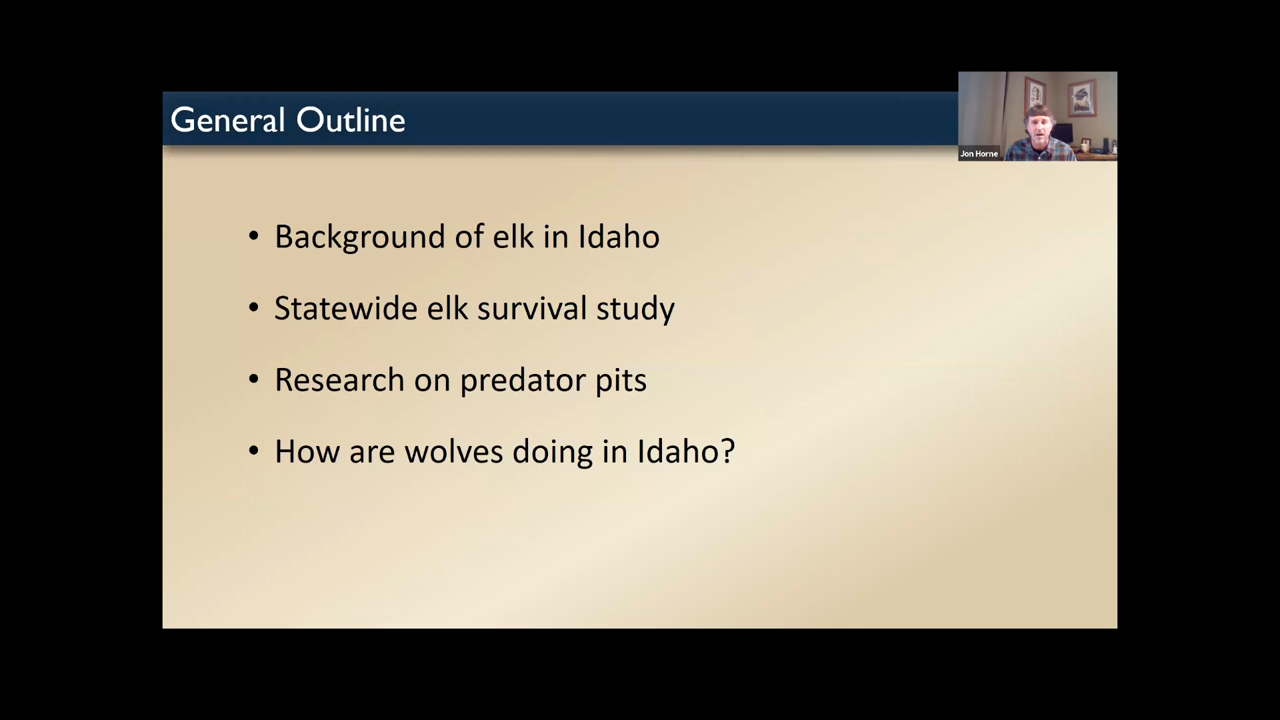 General Outline
Jon Horne
• Background of elk in Idaho
• Statewide elk survival study
• Research on predator pits
• How are wolves doing in Idaho?